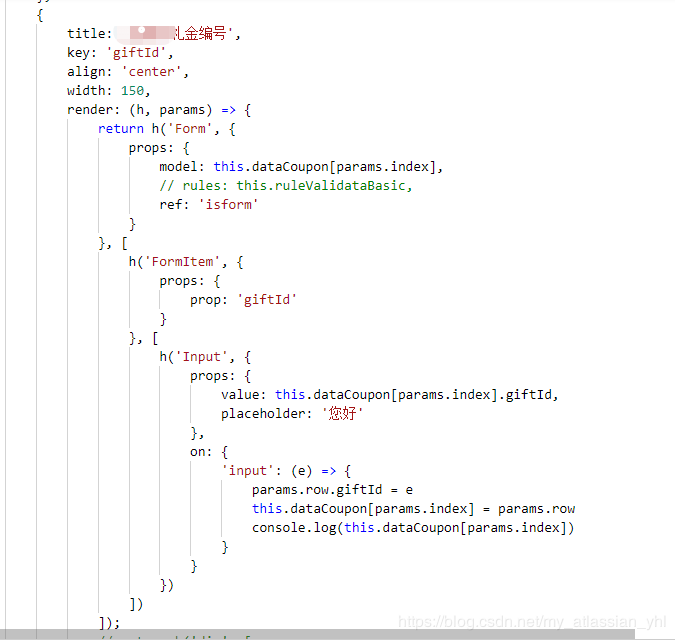 {
title: 礼金编号',
key: 'giftId',
align: 'center',
width: 150,
render: (h, params) => {
return h('Form', {
props: {
model: this.dataCoupon[params.index],
// rules: this.ruleValidataBasic,
ref: 'isform'
}
}, [
h('FormItem', {
props: {
prop: 'giftId'
}
}, [
h('Input', {
props: {
value: this.dataCoupon[params.index].giftId,
placeholder: '您好'
},
on: {
'input': (e) => {
params.row.giftId = e
this.dataCoupon[params.index] = params.row
console.log(this.dataCoupon[params.index])
}
}
})
])
]);
https://blog.csdn.net/my_atlassian_yhl